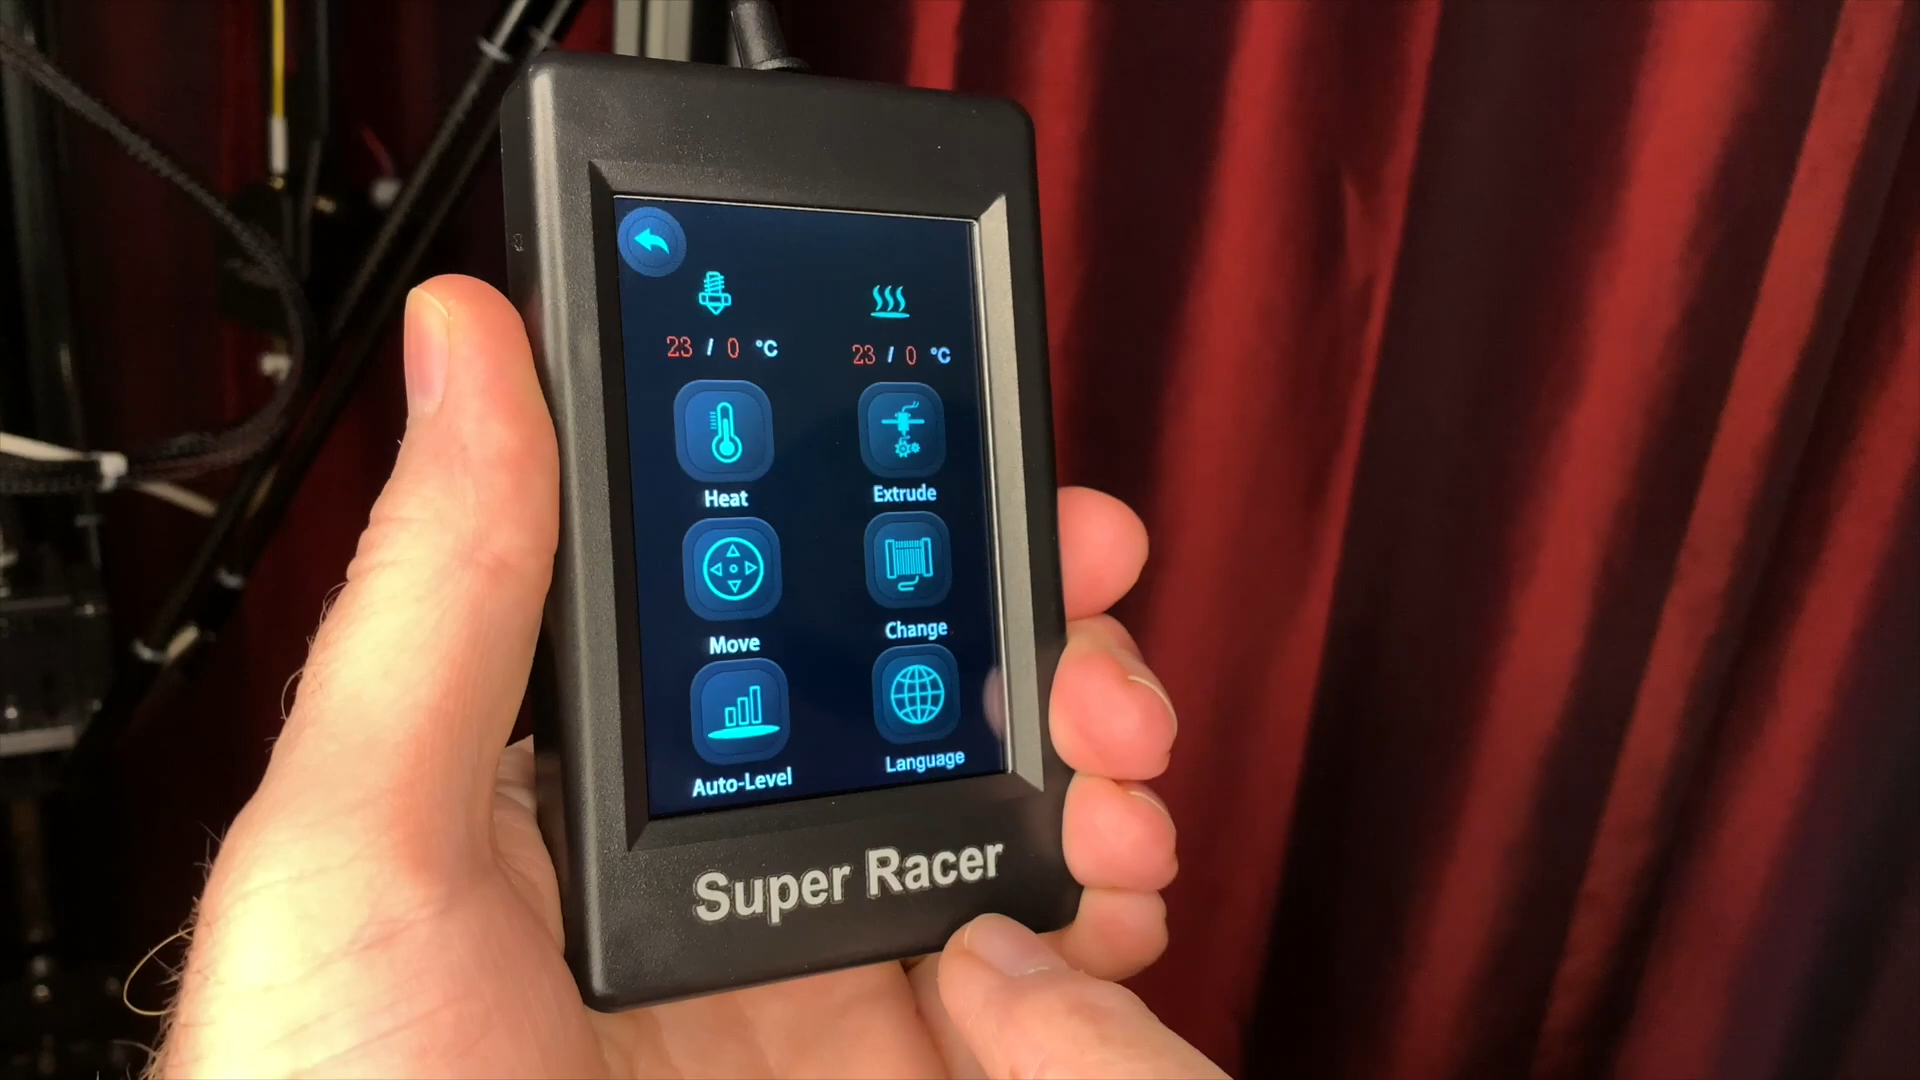 23 / 0 °C 23 / 0 °C
Heat Extrude
Move Change
Auto-Level Language
Super Racer